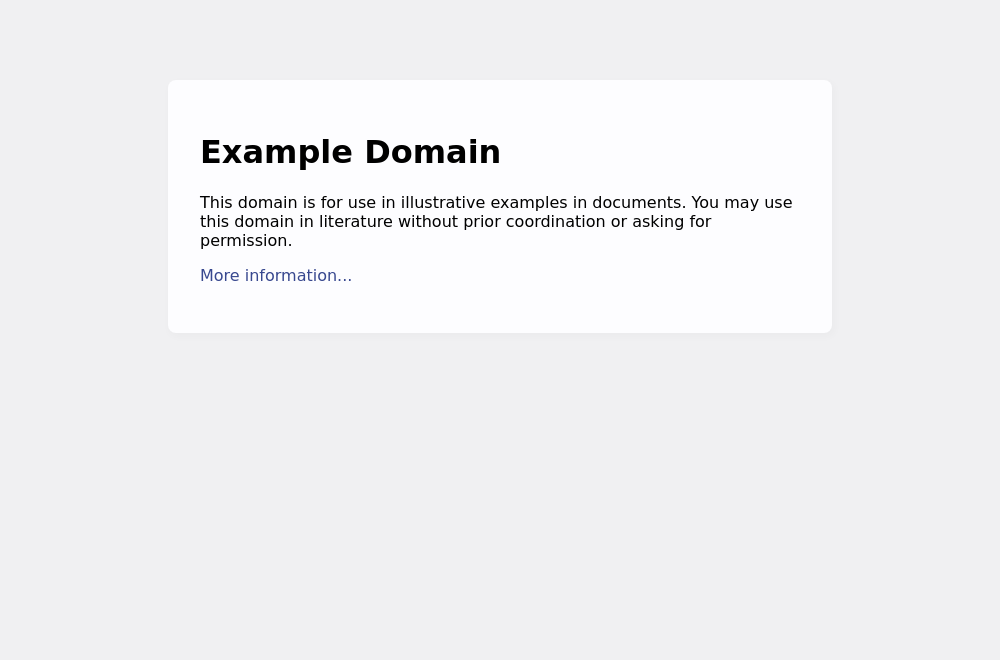 Example Domain
This domain is for use in illustrative examples in documents. You may use
this domain in literature without prior coordination or asking for
permission.
More information...